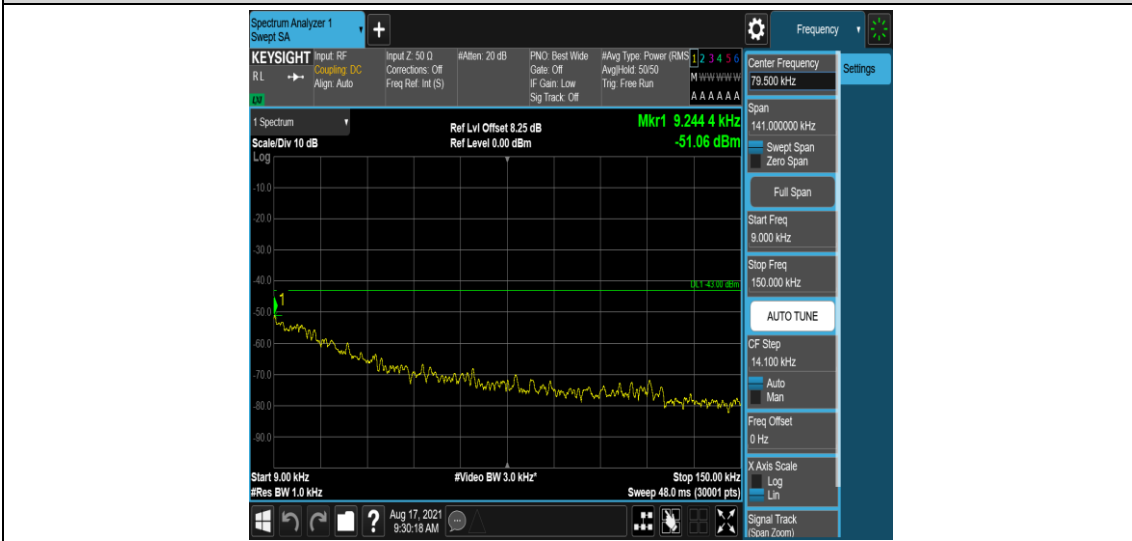 Spectrum Analyzer 1
Swept SA
+
Frequency
KEYSIGHT
RL
LXI
Input: RF
Coupling: DC
Align: Auto
Input Z: 50 Ω
Corrections: Off
Freq Ref: Int (S)
#Atten: 20 dB
PNO: Best Wide
Gate: Off
IF Gain: Low
Sig Track: Off
#Avg Type: Power (RMS
Avg|Hold: 50/50
Trig: Free Run
1 2 3 4 5 6
M W W W W W
A A A A A A
Center Frequency
79.500 kHz
Settings
Span
141.000000 kHz
Swept Span
Zero Span
Full Span
Start Freq
9.000 kHz
Stop Freq
150.000 kHz
AUTO TUNE
CF Step
14.100 kHz
Auto
Man
Freq Offset
0 Hz
X Axis Scale
Log
Lin
Signal Track
(Span Zoom)
1 Spectrum
Scale/Div 10 dB
Log
Ref Lvl Offset 8.25 dB
Ref Level 0.00 dBm
Mkr1 9.244 4 kHz
-51.06 dBm
-10.0
-20.0
-30.0
-40.0
DL1 -43.00 dBm
1
-50.0
-60.0
-70.0
-80.0
-90.0
Start 9.00 kHz
#Video BW 3.0 kHz*
Stop 150.00 kHz
#Res BW 1.0 kHz
Sweep 48.0 ms (30001 pts)
?
Aug 17, 2021
9:30:18 AM